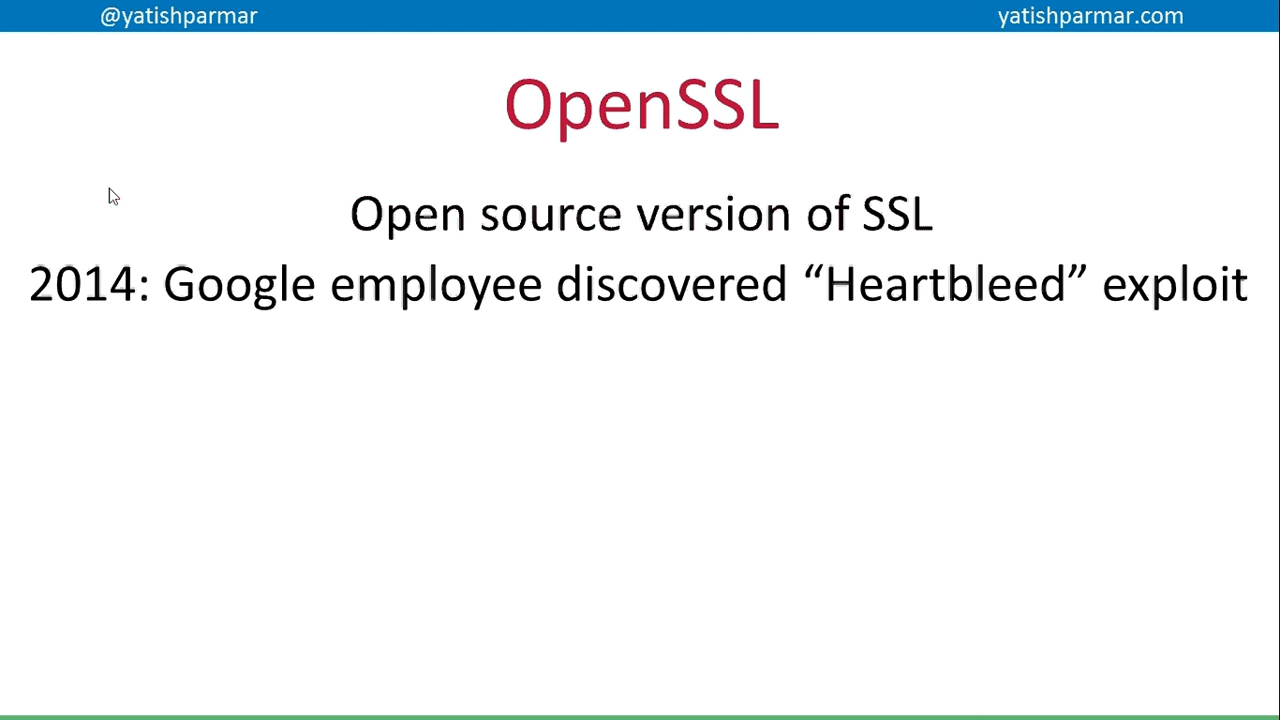 @yatishparmar yatishparmar.com
OpenSSL
Open source version of SSL
2014: Google employee discovered “Heartbleed” exploit